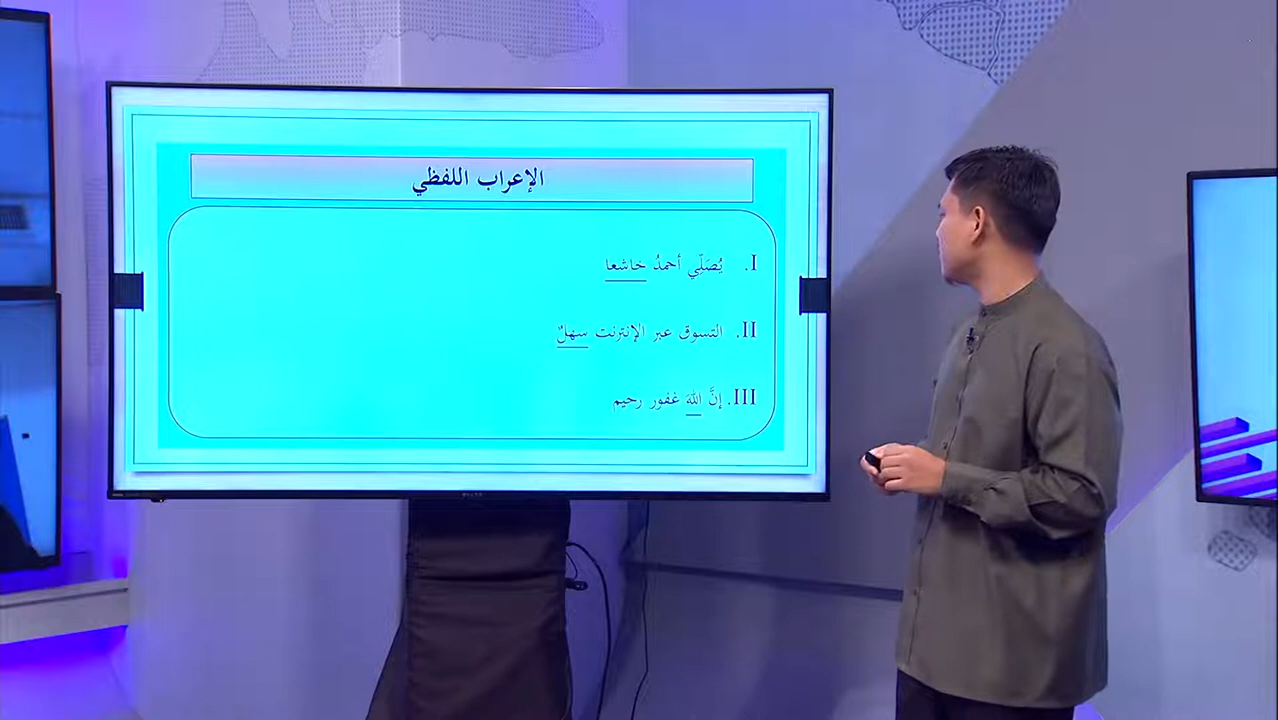 الإعراب اللفظي
I. يُصَلِّي أحمدُ خاشعا
II. التسوق عبر الإنترنت سهلٌ
III. إنَّ اللهَ غفور رحيم